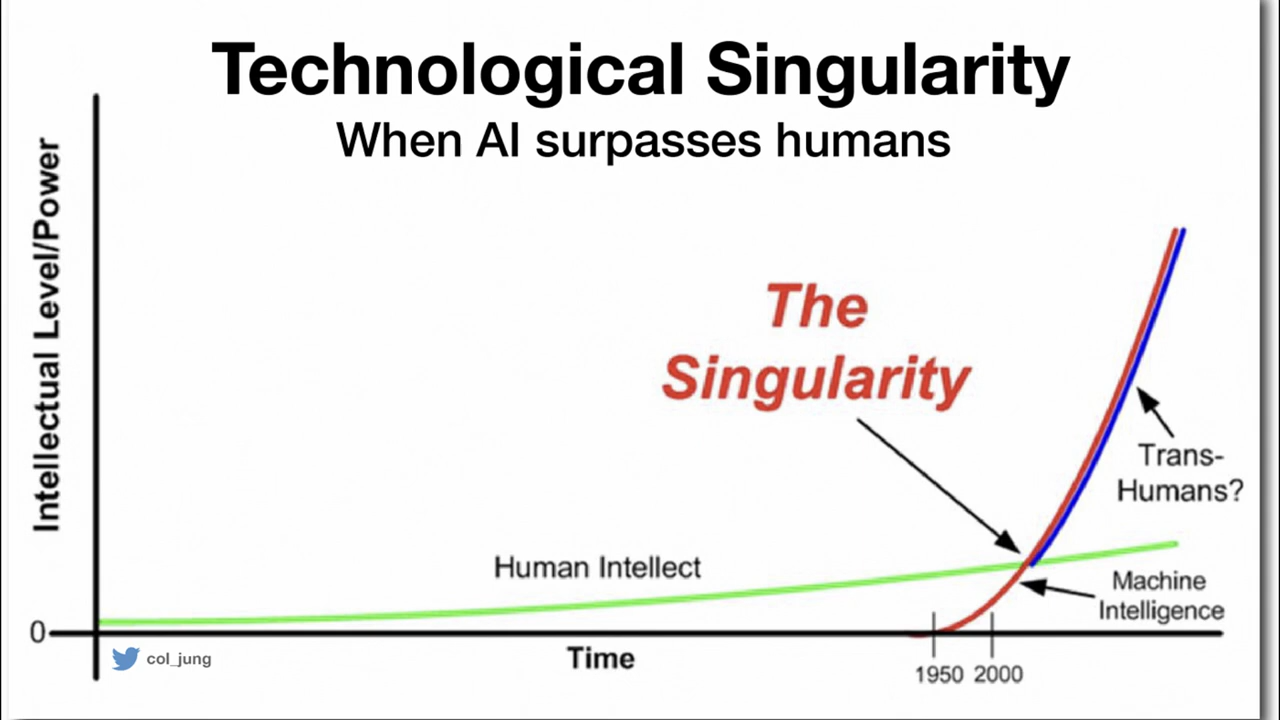 Technological Singularity
When AI surpasses humans
Intellectual Level/Power
The
Singularity
Trans-
Humans?
Human Intellect
Machine
Intelligence
0
Time
1950 2000
col_jung